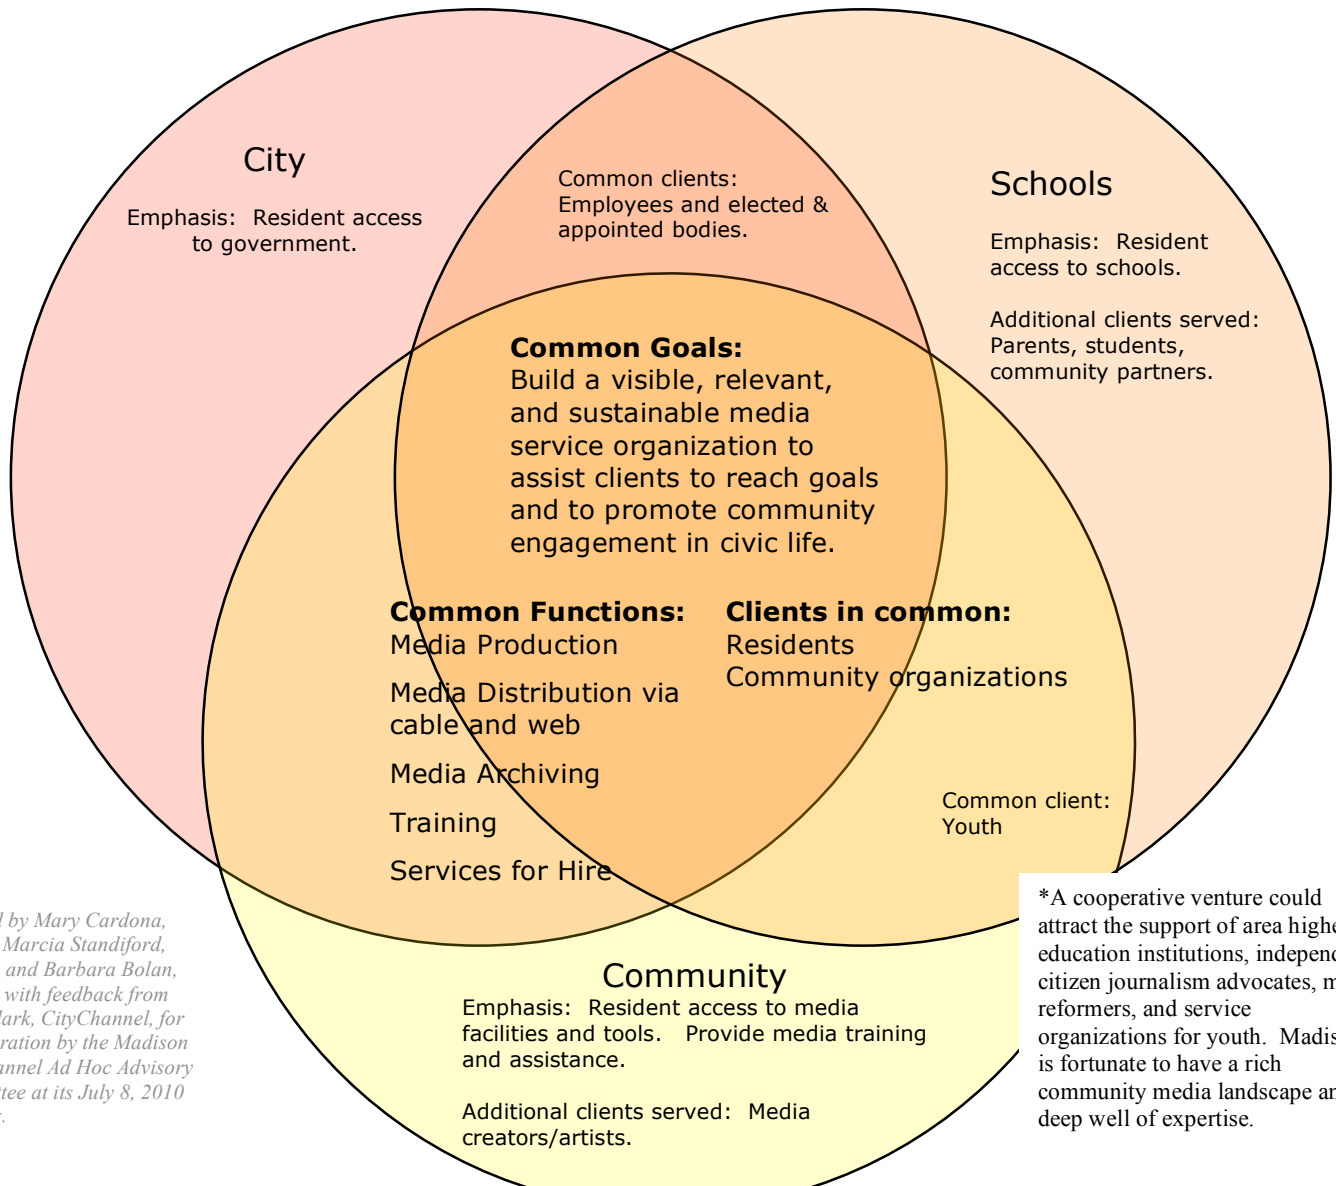 City
Emphasis: Resident access
to government.
Common clients:
Employees and elected &
appointed bodies.
Schools
Emphasis: Resident
access to schools.
Additional clients served:
Parents, students,
community partners.
Common Goals:
Build a visible, relevant,
and sustainable media
service organization to
assist clients to reach goals
and to promote community
engagement in civic life.
Common Functions:
Media Production
Media Distribution via
cable and web
Media Archiving
Training
Services for Hire
Clients in common:
Residents
Community organizations
Common client:
Youth
Community
Emphasis: Resident access to media
facilities and tools. Provide media training
and assistance.
Additional clients served: Media
creators/artists.
by Mary Cardona,
Marcia Standiford,
and Barbara Bolan,
with feedback from
CityChannel, for
by the Madison
Ad Hoc Advisory
at its July 8, 2010
*A cooperative venture could
attract the support of area
education institutions,
citizen journalism advocates,
reformers, and service
organizations for youth.
is fortunate to have a rich
community media landscape
deep well of expertise.